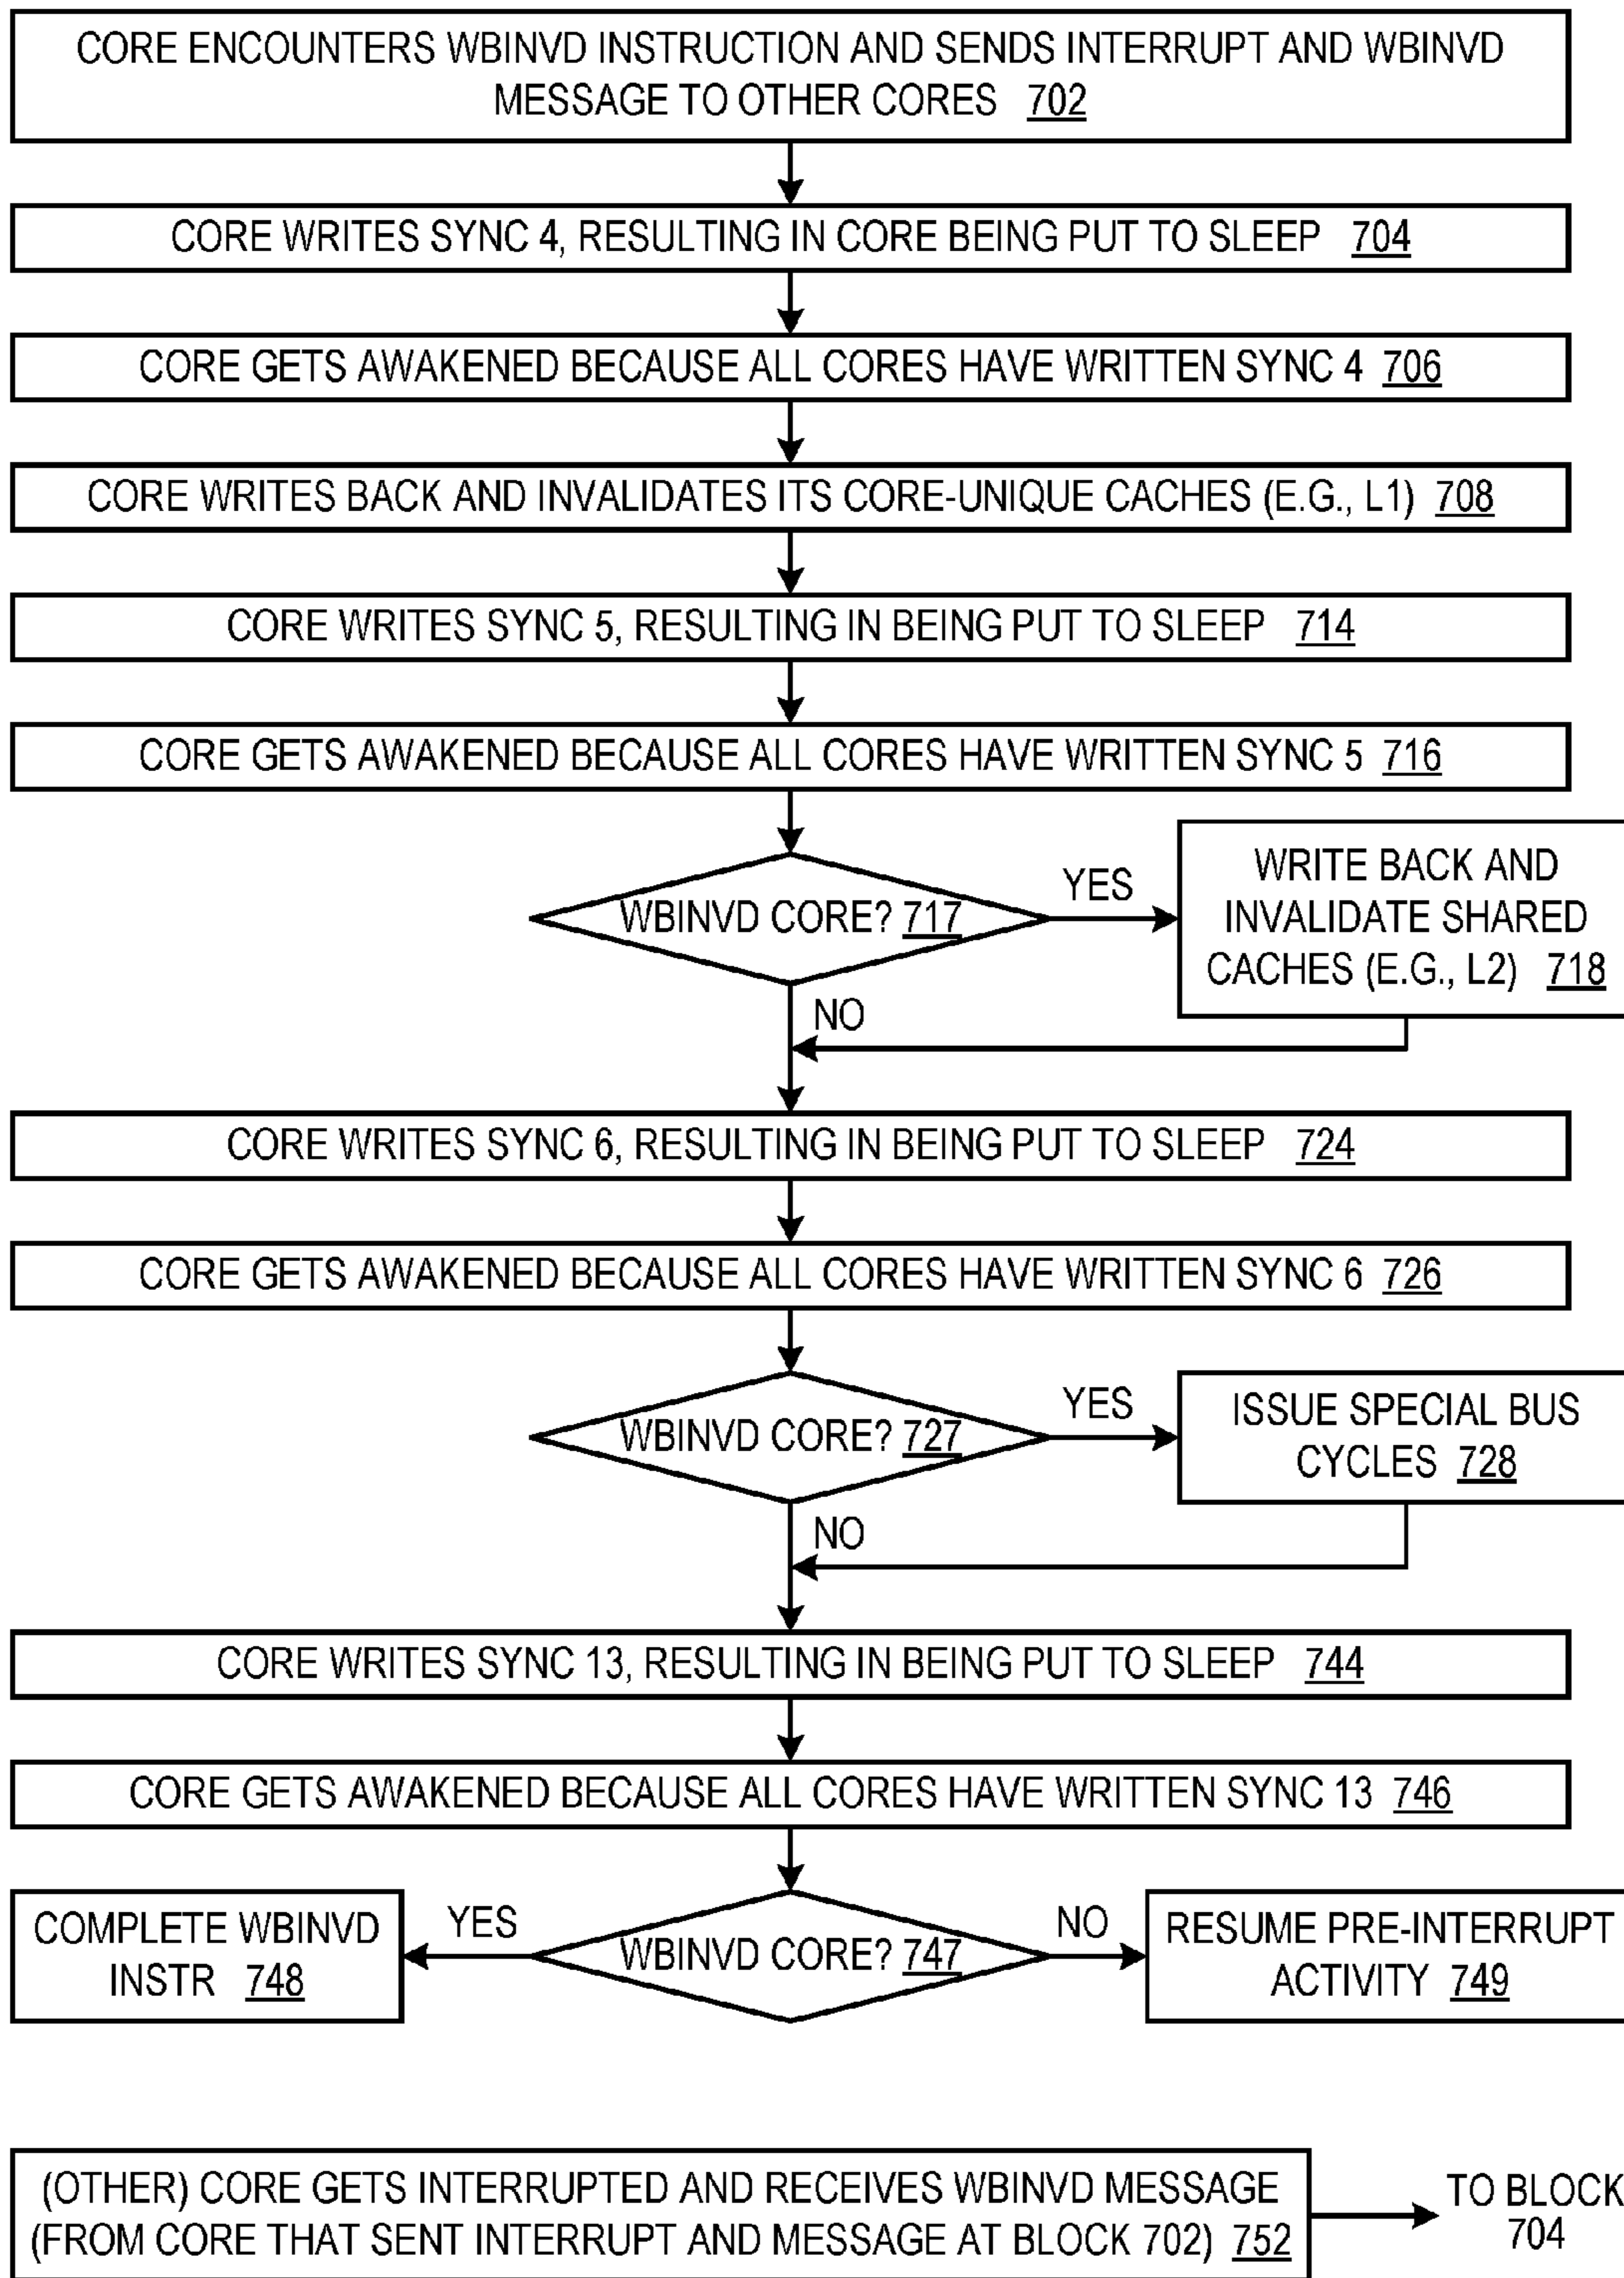 CORE ENCOUNTERS WBINVD INSTRUCTION AND SENDS INTERRUPT AND WBINVD
MESSAGE TO OTHER CORES 702
CORE WRITES SYNC 4, RESULTING IN CORE BEING PUT TO SLEEP 704
CORE GETS AWAKENED BECAUSE ALL CORES HAVE WRITTEN SYNC 4 706
CORE WRITES BACK AND INVALIDATES ITS CORE-UNIQUE CACHES (E.G., L1) 708
CORE WRITES SYNC 5, RESULTING IN BEING PUT TO SLEEP 714
CORE GETS AWAKENED BECAUSE ALL CORES HAVE WRITTEN SYNC 5 716
WBINVD CORE? 717
YES
WRITE BACK AND
INVALIDATE SHARED
CACHES (E.G., L2) 718
NO
CORE WRITES SYNC 6, RESULTING IN BEING PUT TO SLEEP 724
CORE GETS AWAKENED BECAUSE ALL CORES HAVE WRITTEN SYNC 6 726
WBINVD CORE? 727
YES
ISSUE SPECIAL BUS
CYCLES 728
NO
CORE WRITES SYNC 13, RESULTING IN BEING PUT TO SLEEP 744
CORE GETS AWAKENED BECAUSE ALL CORES HAVE WRITTEN SYNC 13 746
COMPLETE WBINVD
INSTR 748
YES
WBINVD CORE? 747
NO
RESUME PRE-INTERRUPT
ACTIVITY 749
(OTHER) CORE GETS INTERRUPTED AND RECEIVES WBINVD MESSAGE
(FROM CORE THAT SENT INTERRUPT AND MESSAGE AT BLOCK 702) 752
TO BLOCK
704